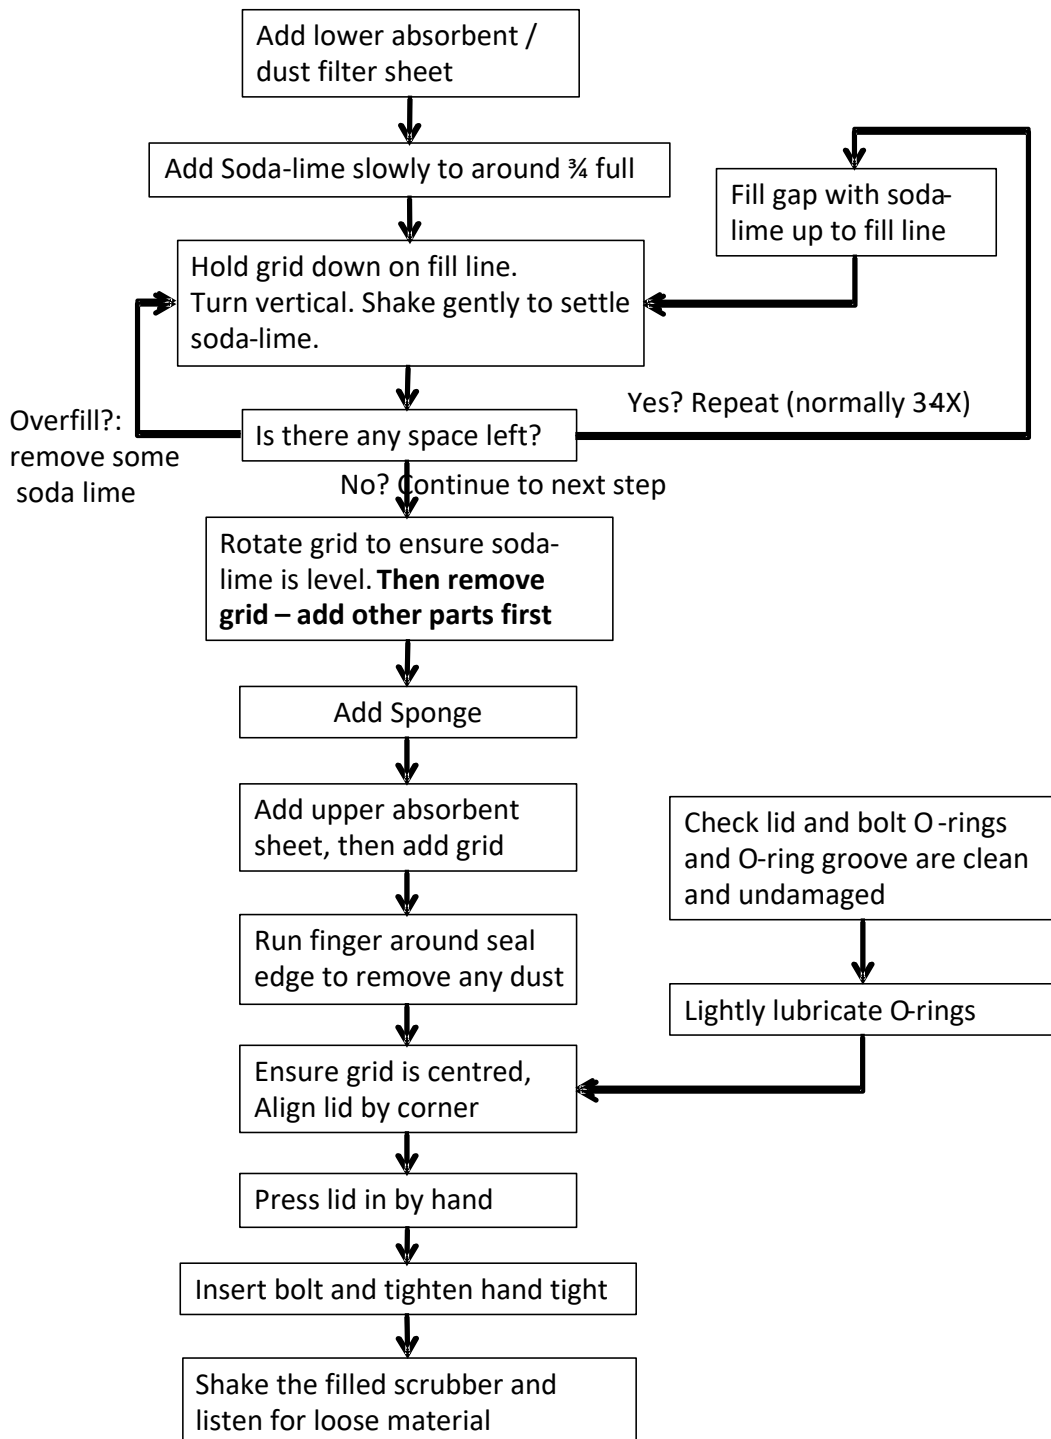 Add lower absorbent /
dust filter sheet
Add Soda-lime slowly to around ¾ full
Fill gap with soda-
lime up to fill line
Hold grid down on fill line.
Turn vertical. Shake gently to settle
soda-lime.
Overfill?:
remove some
soda lime
Is there any space left?
Yes? Repeat (normally 3-4X)
No? Continue to next step
Rotate grid to ensure soda-
lime is level. Then remove
grid – add other parts first
Add Sponge
Add upper absorbent
sheet, then add grid
Check lid and bolt O-rings
and O-ring groove are clean
and undamaged
Run finger around seal
edge to remove any dust
Lightly lubricate O-rings
Ensure grid is centred,
Align lid by corner
Press lid in by hand
Insert bolt and tighten hand tight
Shake the filled scrubber and
listen for loose material